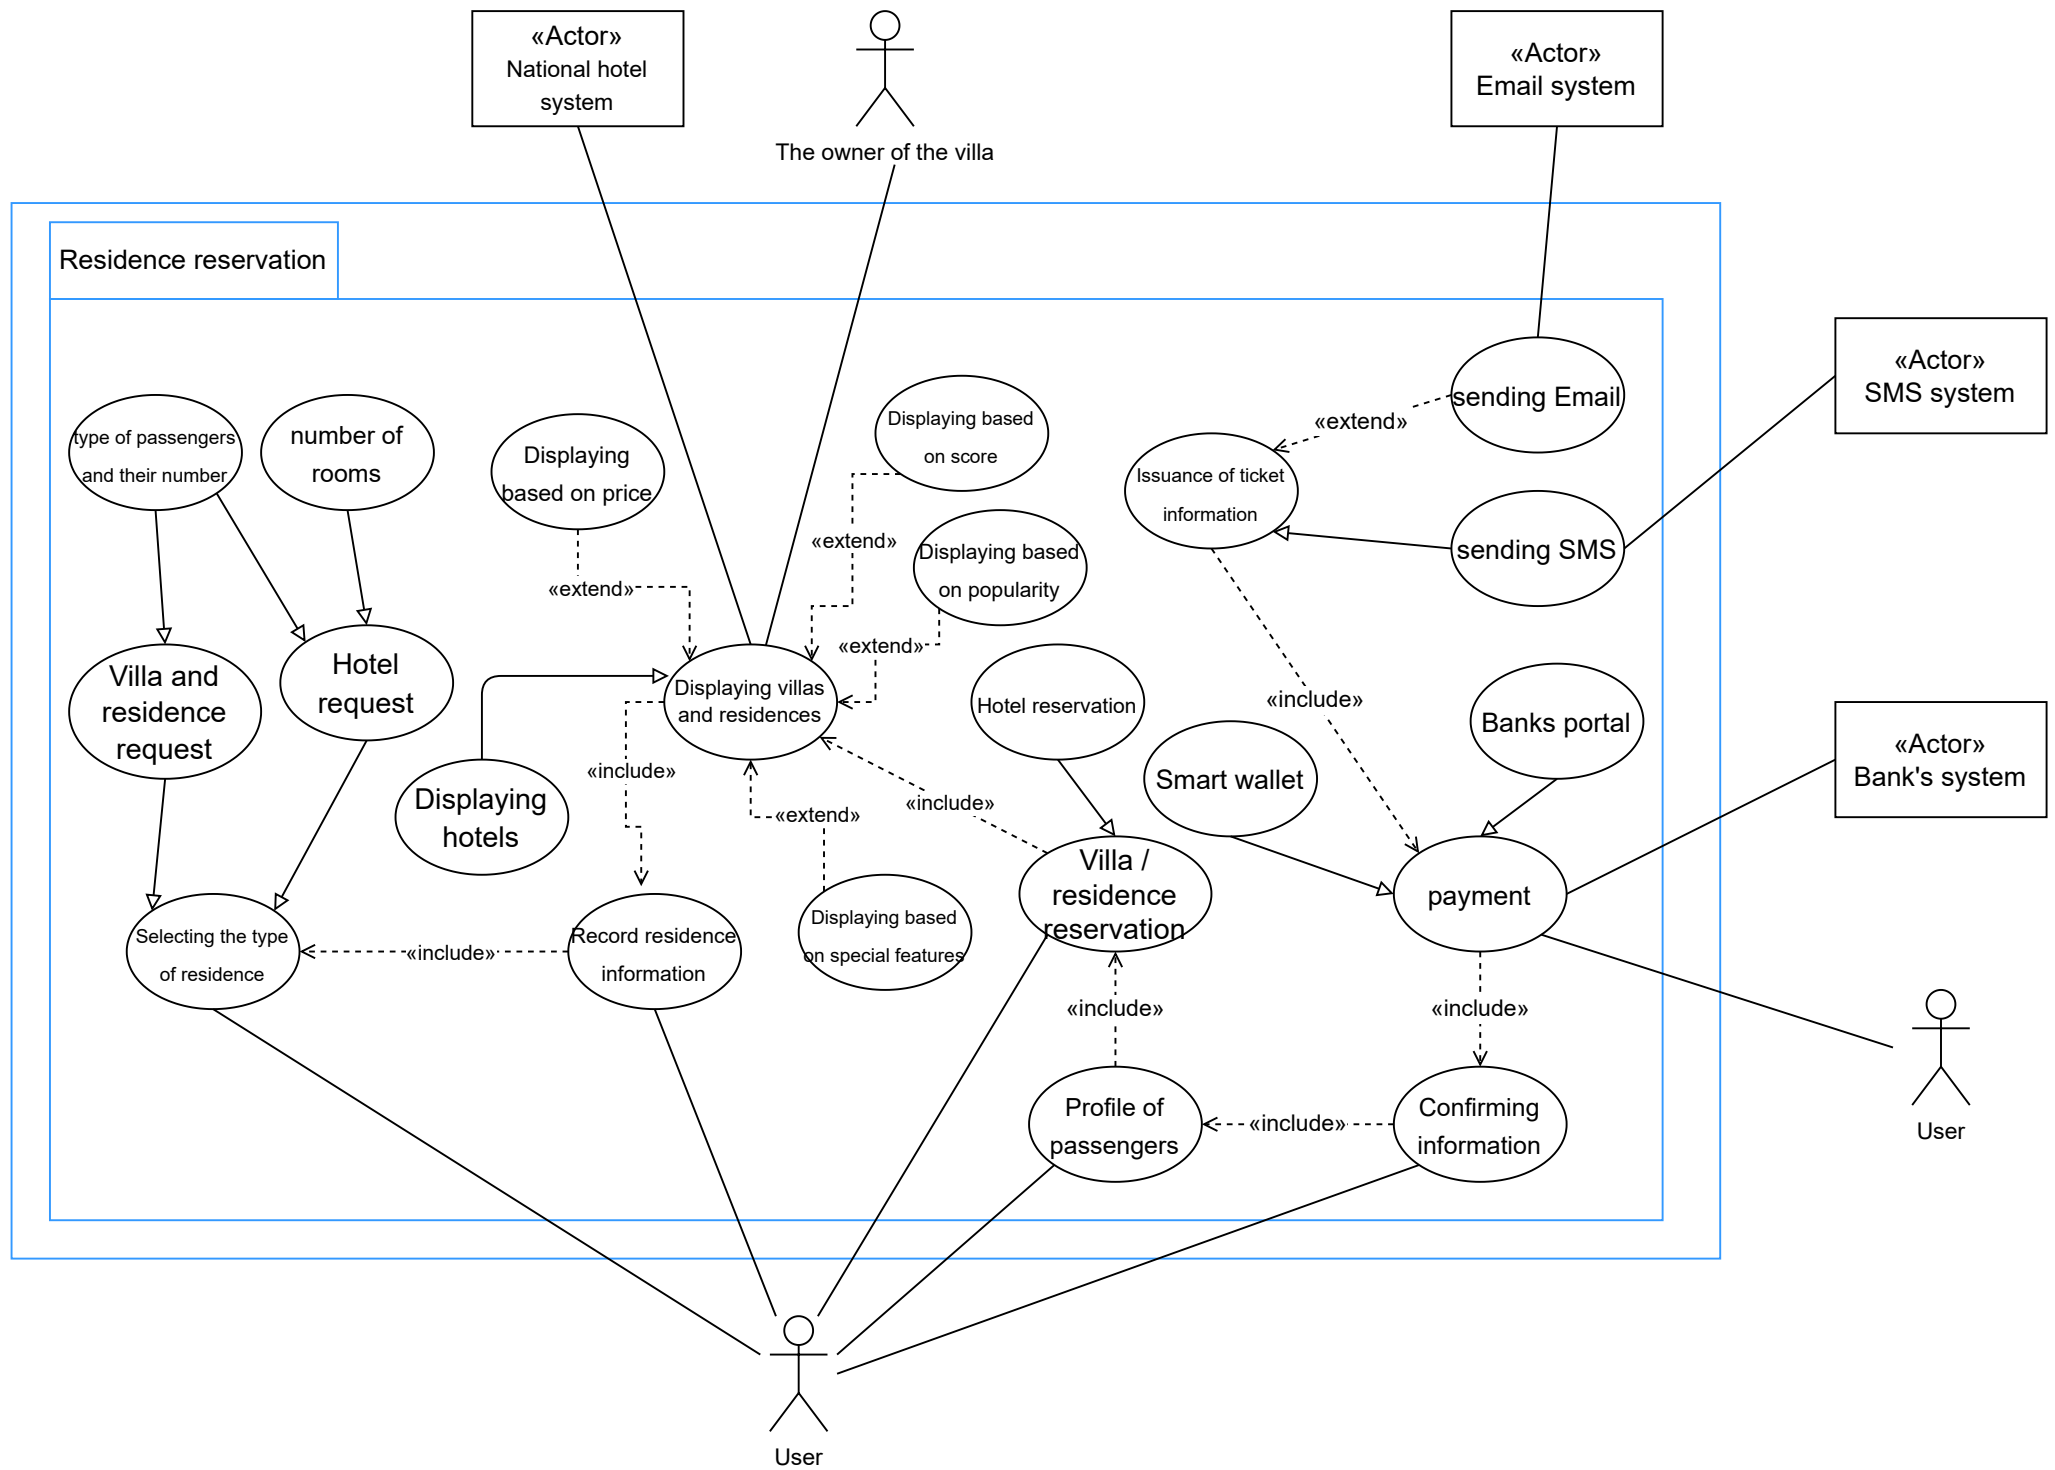 «Actor»
National hotel
system
The owner of the villa
«Actor»
Email system
Residence reservation
«Actor»
SMS system
type of passengers
and their number
number of
rooms
Displaying
based on price
Displaying based
on score
sending Email
«extend»
Issuance of ticket
information
«extend»
Displaying based
on popularity
sending SMS
«extend»
«extend»
Villa and
residence
request
Hotel
request
Displaying villas
and residences
Hotel reservation
«include»
Banks portal
«Actor»
Bank's system
«include»
Smart wallet
Displaying
hotels
«include»
«extend»
Villa /
residence
reservation
payment
Displaying based
on special features
Selecting the type
of residence
«include»
Record residence
information
«include»
«include»
Profile of
passengers
«include»
Confirming
information
User
User